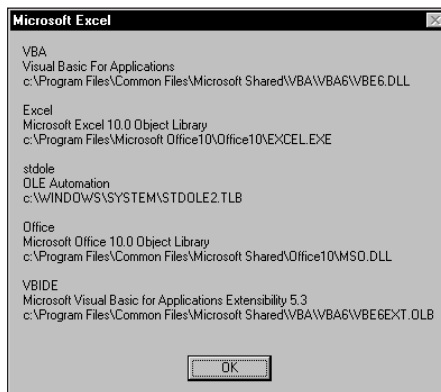 Microsoft Excel
VBA
Visual Basic For Applications
c:\Program Files\Common Files\Microsoft Shared\VBA\VBA6\VBE6.DLL
Excel
Microsoft Excel 10.0 Object Library
c:\Program Files\Microsoft Office10\Office10\EXCEL.EXE
stdole
OLE Automation
c:\WINDOWS\SYSTEM\STDOLE2.TLB
Office
Microsoft Office 10.0 Object Library
c:\Program Files\Common Files\Microsoft Shared\Office10\MSO.DLL
VBIDE
Microsoft Visual Basic for Applications Extensibility 5.3
c:\Program Files\Common Files\Microsoft Shared\VBA\VBA6\VBE6EXT.OLB
OK